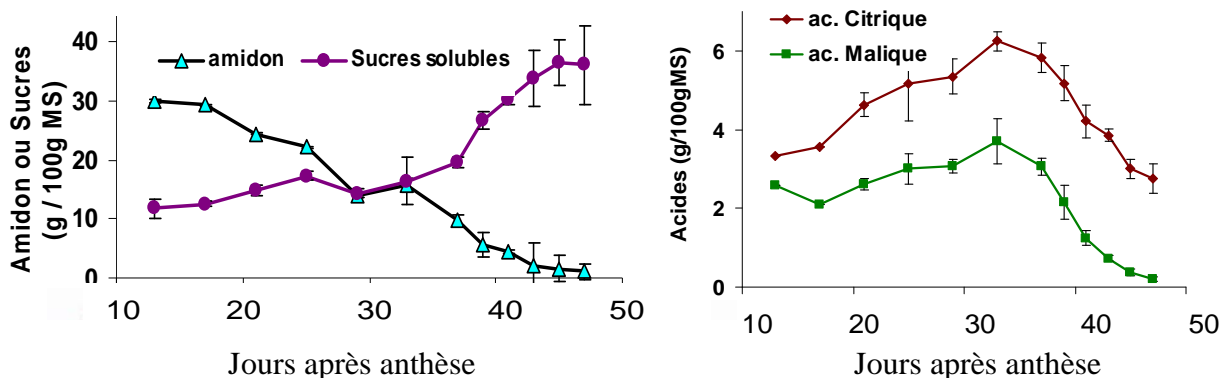 Amidon ou Sucres
(g / 100g MS)
40
30
20
10
0
amidon
Sucres solubles
10 20 30 40 50
Jours après anthèse
Acides (g/100gMS)
6
4
2
0
ac. Citrique
ac. Malique
10 20 30 40 50
Jours après anthèse